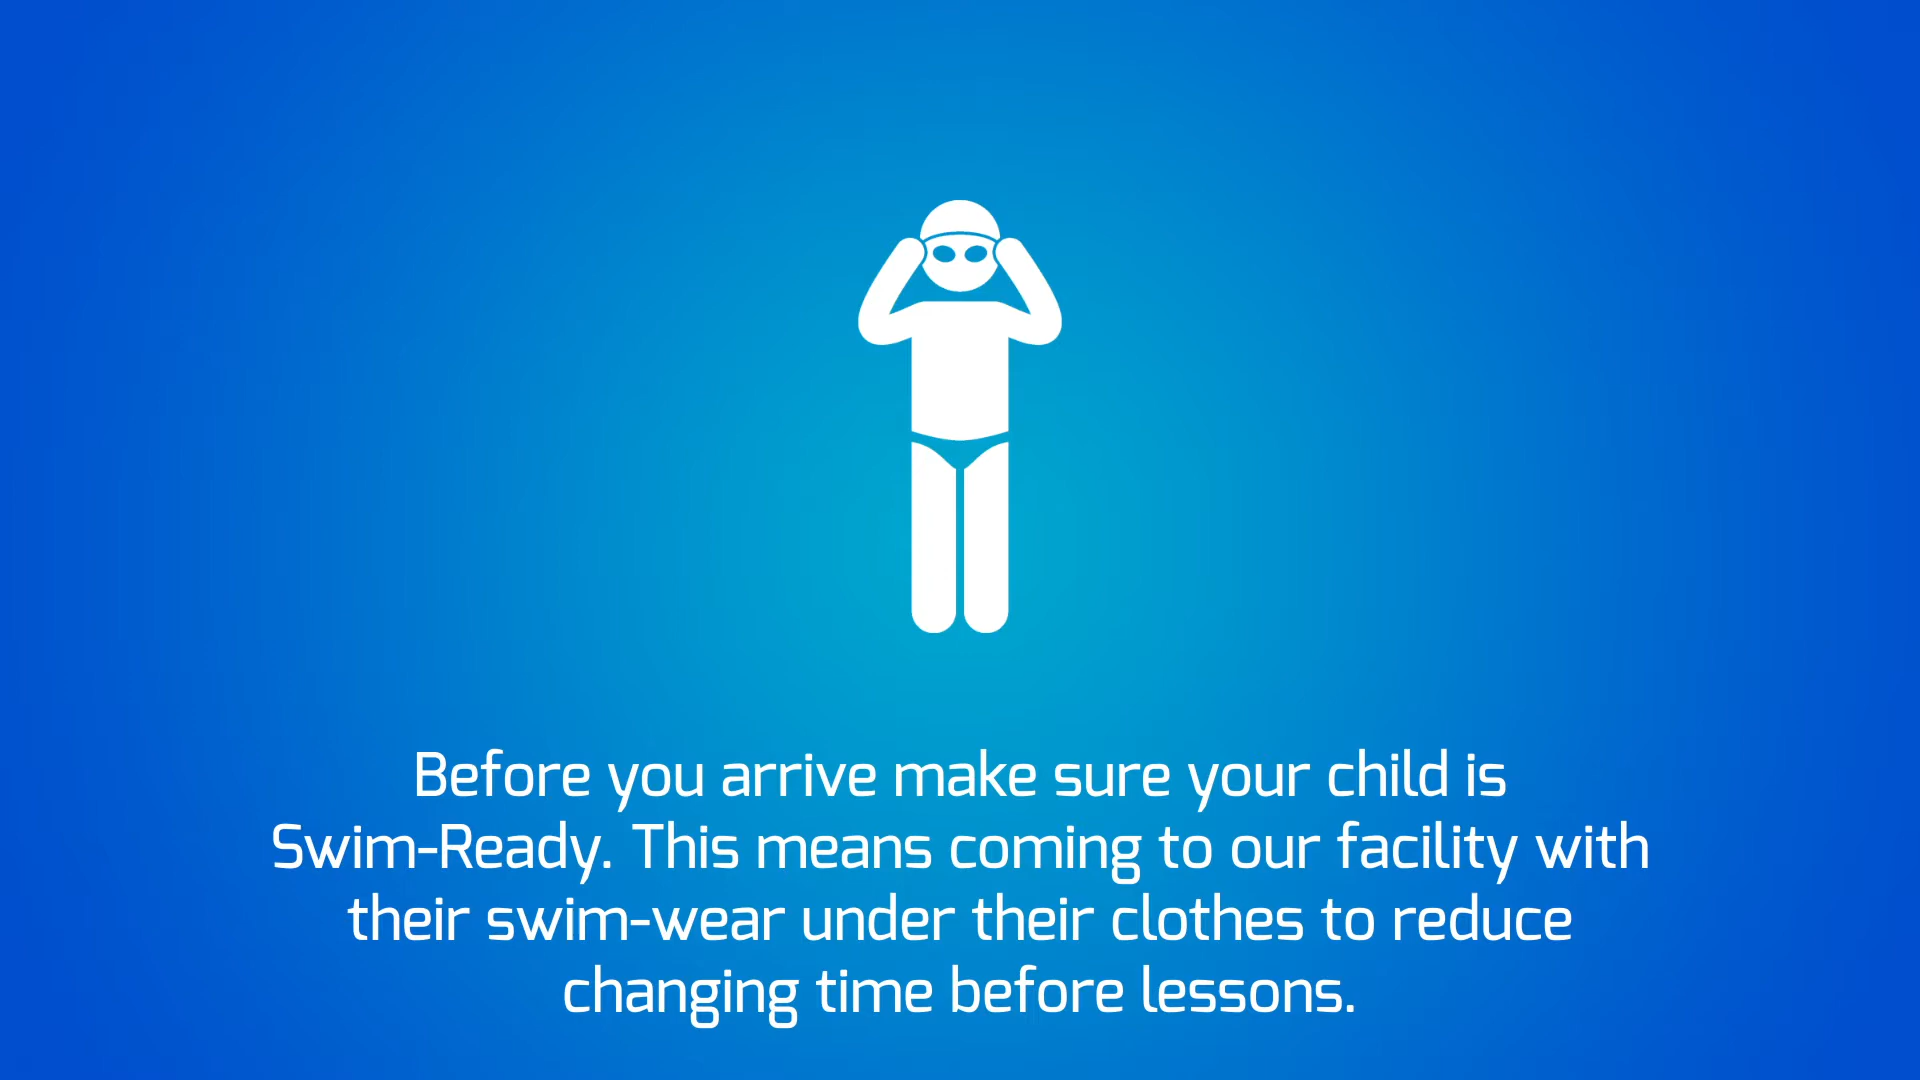 Before you arrive make sure your child is
Swim-Ready. This means coming to our facility with
their swim-wear under their clothes to reduce
changing time before lessons.